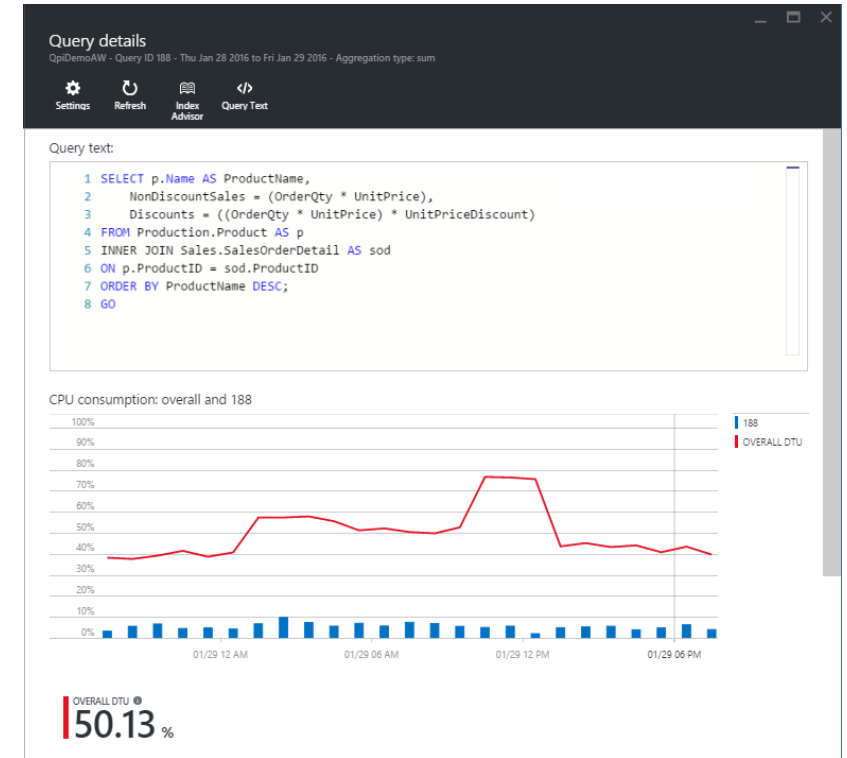 Query details
QpiDemoAW - Query ID 188 - Thu Jan 28 2016 to Fri Jan 29 2016 - Aggregation type: sum
Settings
Refresh
Index Advisor
Query Text
Query text:
1 SELECT p.Name AS ProductName,
2 NonDiscountSales = (OrderQty * UnitPrice),
3 Discounts = ((OrderQty * UnitPrice) * UnitPriceDiscount)
4 FROM Production.Product AS p
5 INNER JOIN Sales.SalesOrderDetail AS sod
6 ON p.ProductID = sod.ProductID
7 ORDER BY ProductName DESC;
8 GO
CPU consumption: overall and 188
100%
90%
80%
70%
60%
50%
40%
30%
20%
10%
0%
01/29 12 AM
01/29 06 AM
01/29 12 PM
01/29 06 PM
188
OVERALL DTU
OVERALL DTU
50.13 %